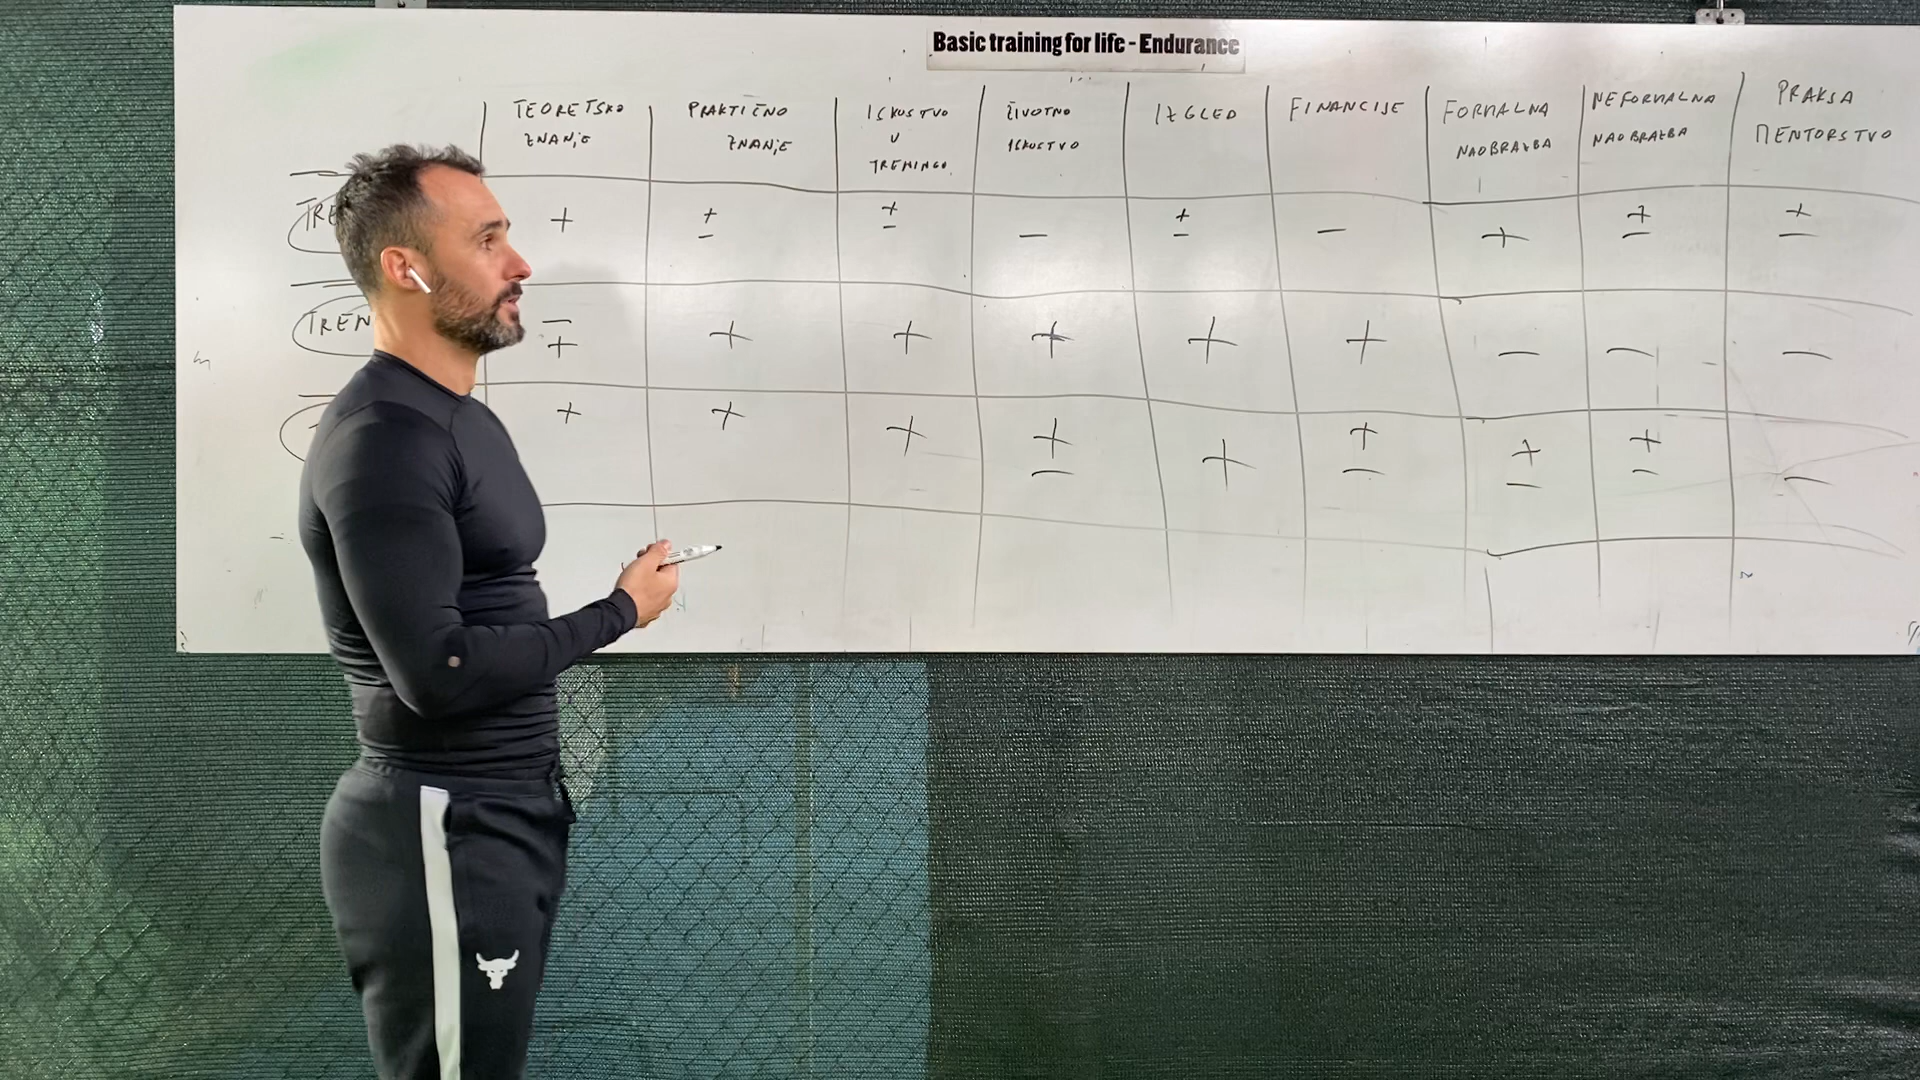 Basic training for life - Endurance
TEORETSKO ZNANJE
PRAKTIČNO ZNANJE
ISKUSTVO U TRENINGU
ŽIVOTNO ISKUSTVO
IZGLED
FINANCIJE
FORMALNA NAOBRAZBA
NEFORMALNA NAOBRAZBA
PRAKSA MENTORSTVO
TRE + ± ± - ± - + ± ±
TREN ∓ + + + + + - - -
+ + + ± + ± ± ± -